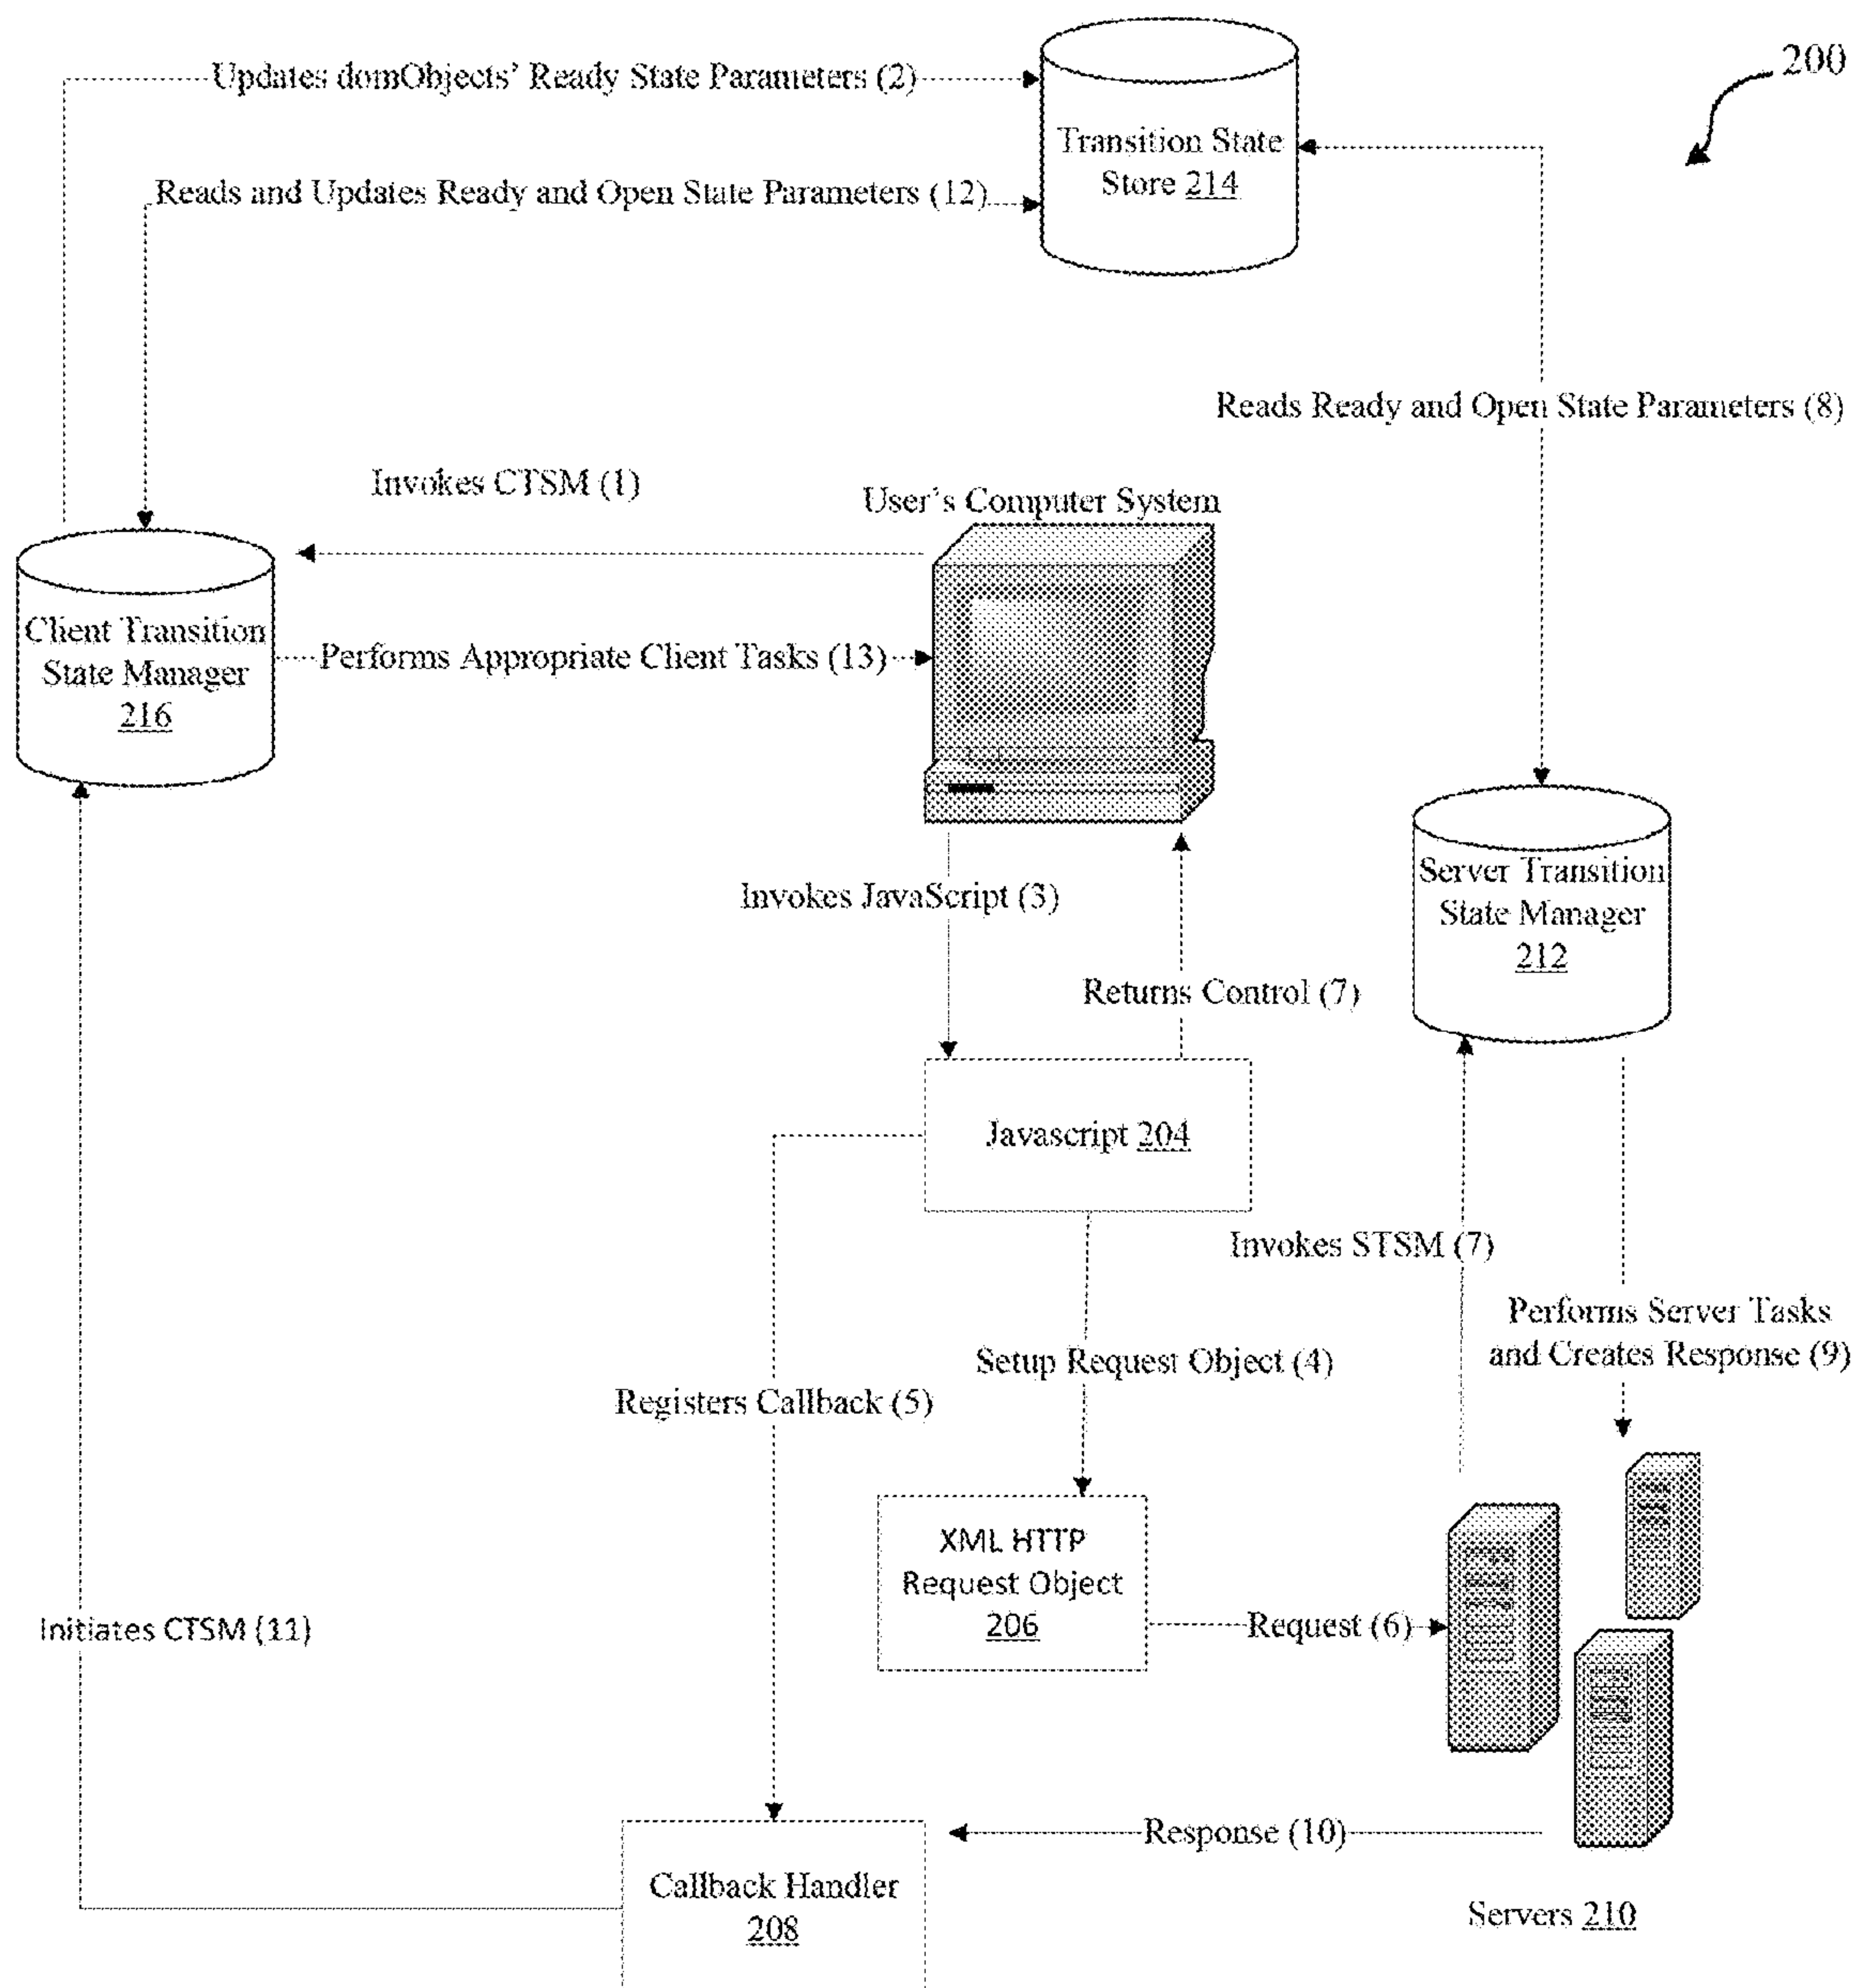 200
Updates domObjects' Ready State Parameters (2)
Transition State
Store 214
Reads and Updates Ready and Open State Parameters (12)
Reads Ready and Open State Parameters (8)
Invokes CTSM (1)
User's Computer System
Client Transition
State Manager
216
Performs Appropriate Client Tasks (13)
Server Transition
State Manager
212
Invokes JavaScript (3)
Returns Control (7)
Javascript 204
Invokes STSM (7)
Performs Server Tasks
and Creates Response (9)
Setup Request Object (4)
Registers Callback (5)
XML HTTP
Request Object
206
Request (6)
Initiates CTSM (11)
Response (10)
Callback Handler
208
Servers 210